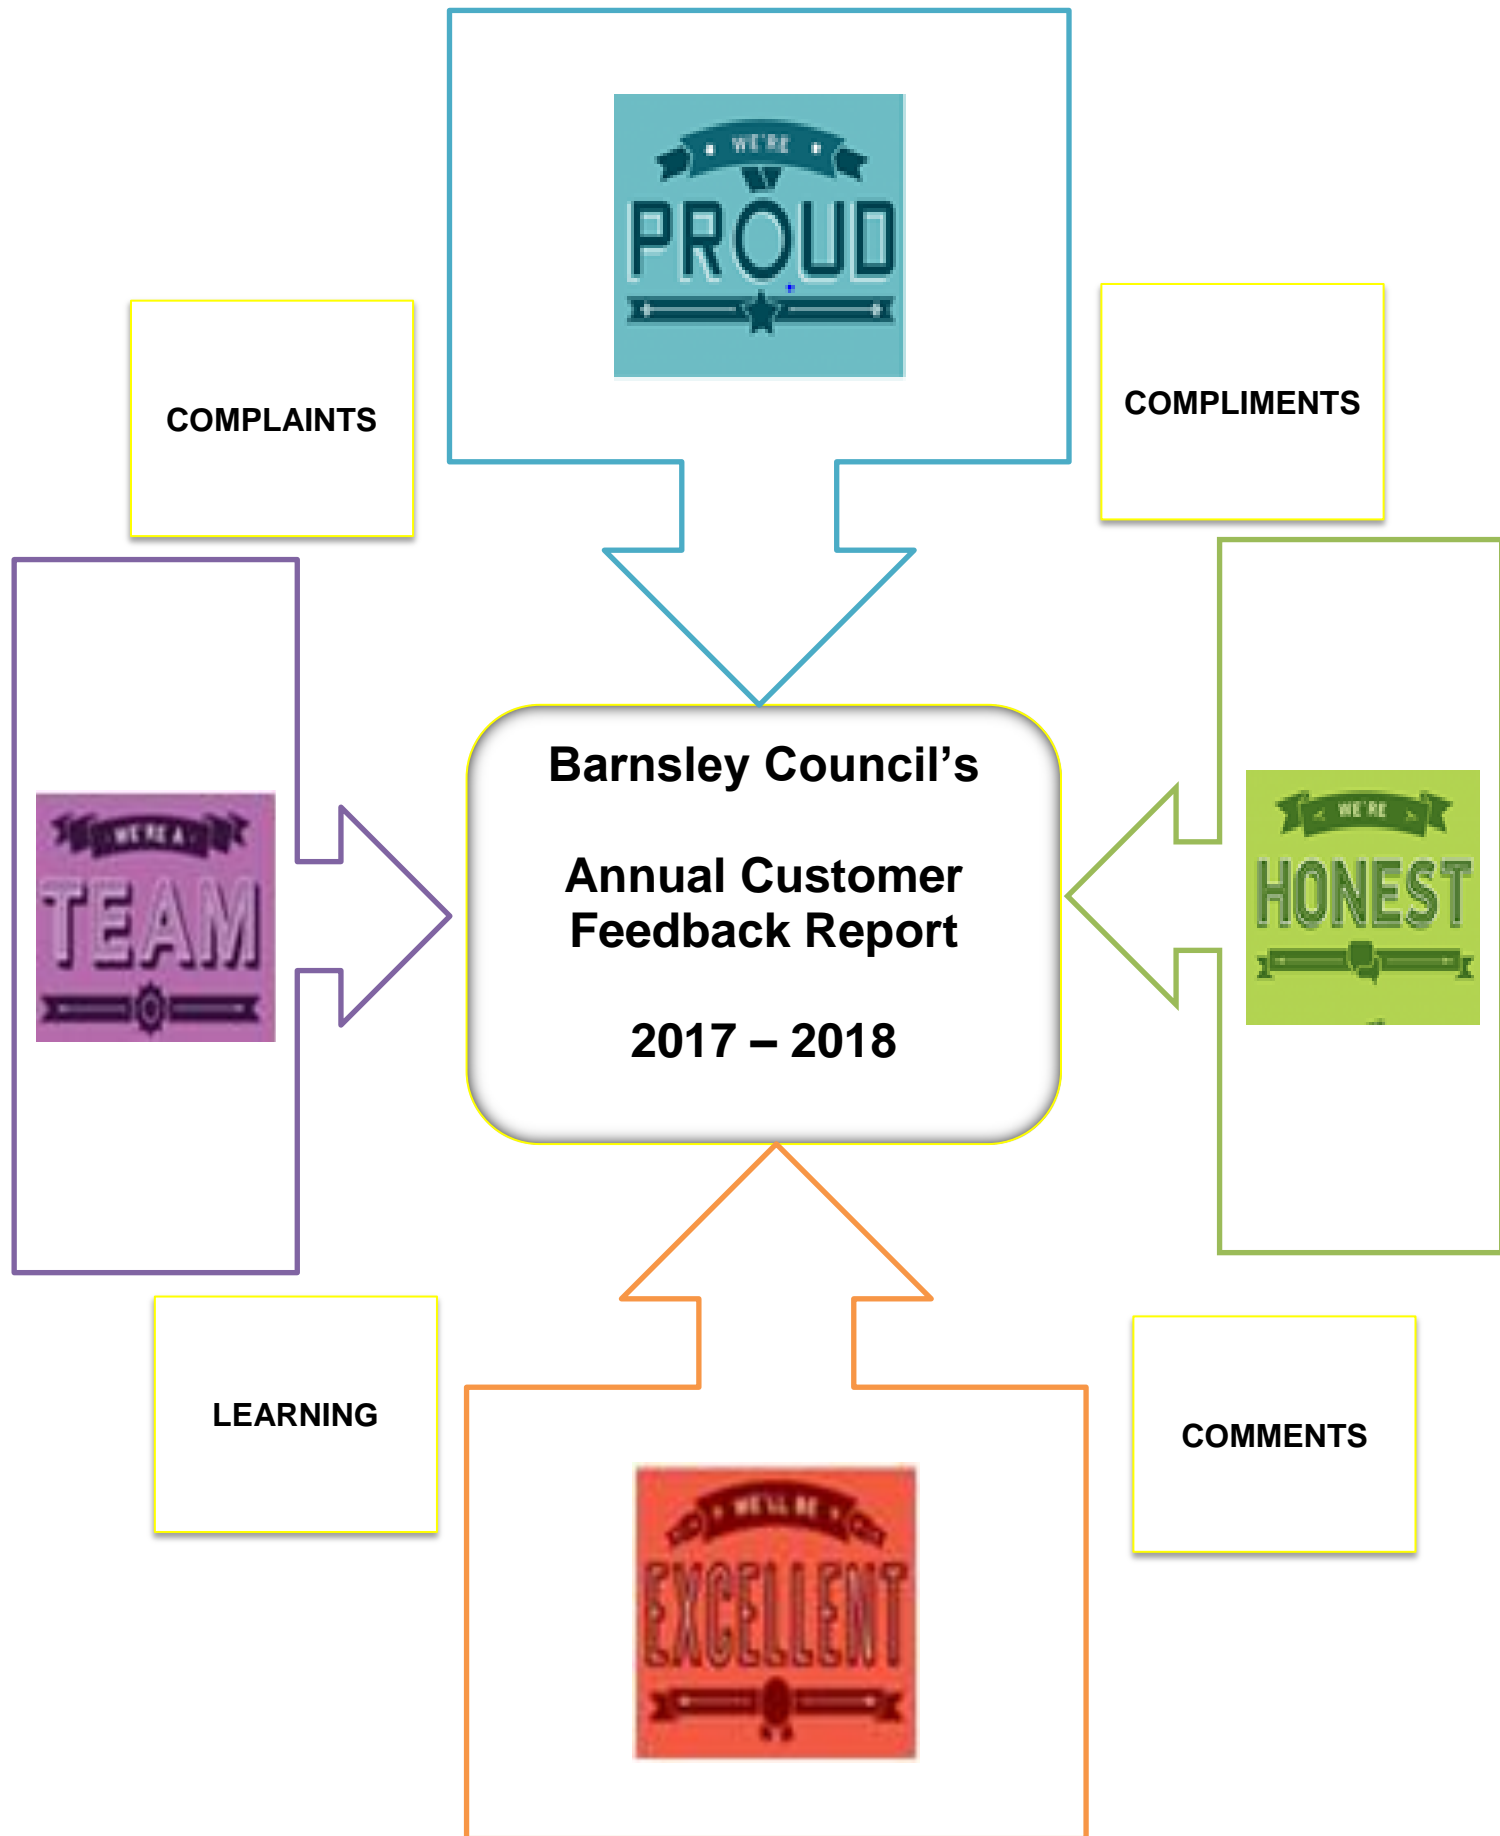 WE'RE
PROUD
COMPLAINTS
COMPLIMENTS
Barnsley Council’s
Annual Customer
Feedback Report
2017 – 2018
WE'RE A
TEAM
WE'RE
HONEST
LEARNING
COMMENTS
WE'LL BE
EXCELLENT